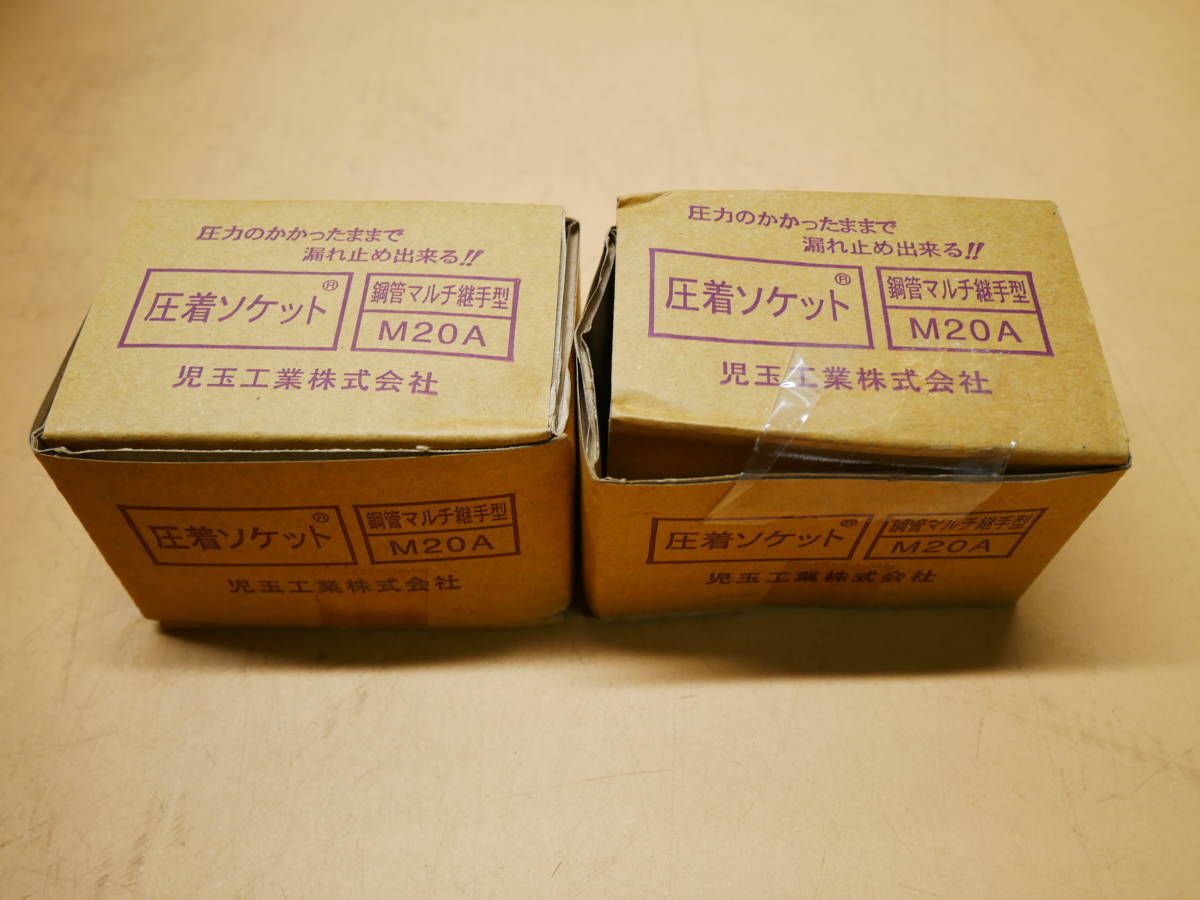 圧力のかかったままで
漏れ止め出来る!!
圧着ソケット®
鋼管マルチ継手型
M20A
児玉工業株式会社
圧着ソケット®
鋼管マルチ継手型
M20A
児玉工業株式会社
圧力のかかったままで
漏れ止め出来る!!
圧着ソケット®
鋼管マルチ継手型
M20A
児玉工業株式会社
圧着ソケット®
鋼管マルチ継手型
M20A
児玉工業株式会社